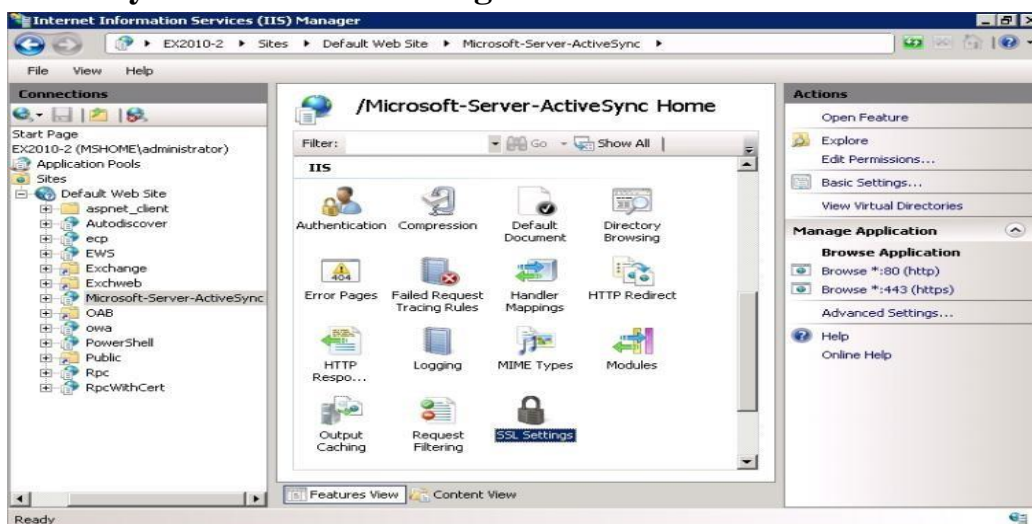 Internet Information Services (IIS) Manager
EX2010-2 Sites Default Web Site Microsoft-Server-ActiveSync
File View Help
Connections
Start Page
EX2010-2 (MSHOME\administrator)
Application Pools
Sites
Default Web Site
aspnet_client
Autodiscover
ecp
EWS
Exchange
Exchweb
Microsoft-Server-ActiveSync
OAB
owa
PowerShell
Public
Rpc
RpcWithCert
/Microsoft-Server-ActiveSync Home
Filter: Go Show All
IIS
Authentication Compression Default Document Directory Browsing
404
Error Pages Failed Request Tracing Rules Handler Mappings HTTP Redirect
HTTP Respo... Logging MIME Types Modules
Output Caching Request Filtering SSL Settings
Features View Content View
Actions
Open Feature
Explore
Edit Permissions...
Basic Settings...
View Virtual Directories
Manage Application
Browse Application
Browse *:80 (http)
Browse *:443 (https)
Advanced Settings...
Help
Online Help
Ready